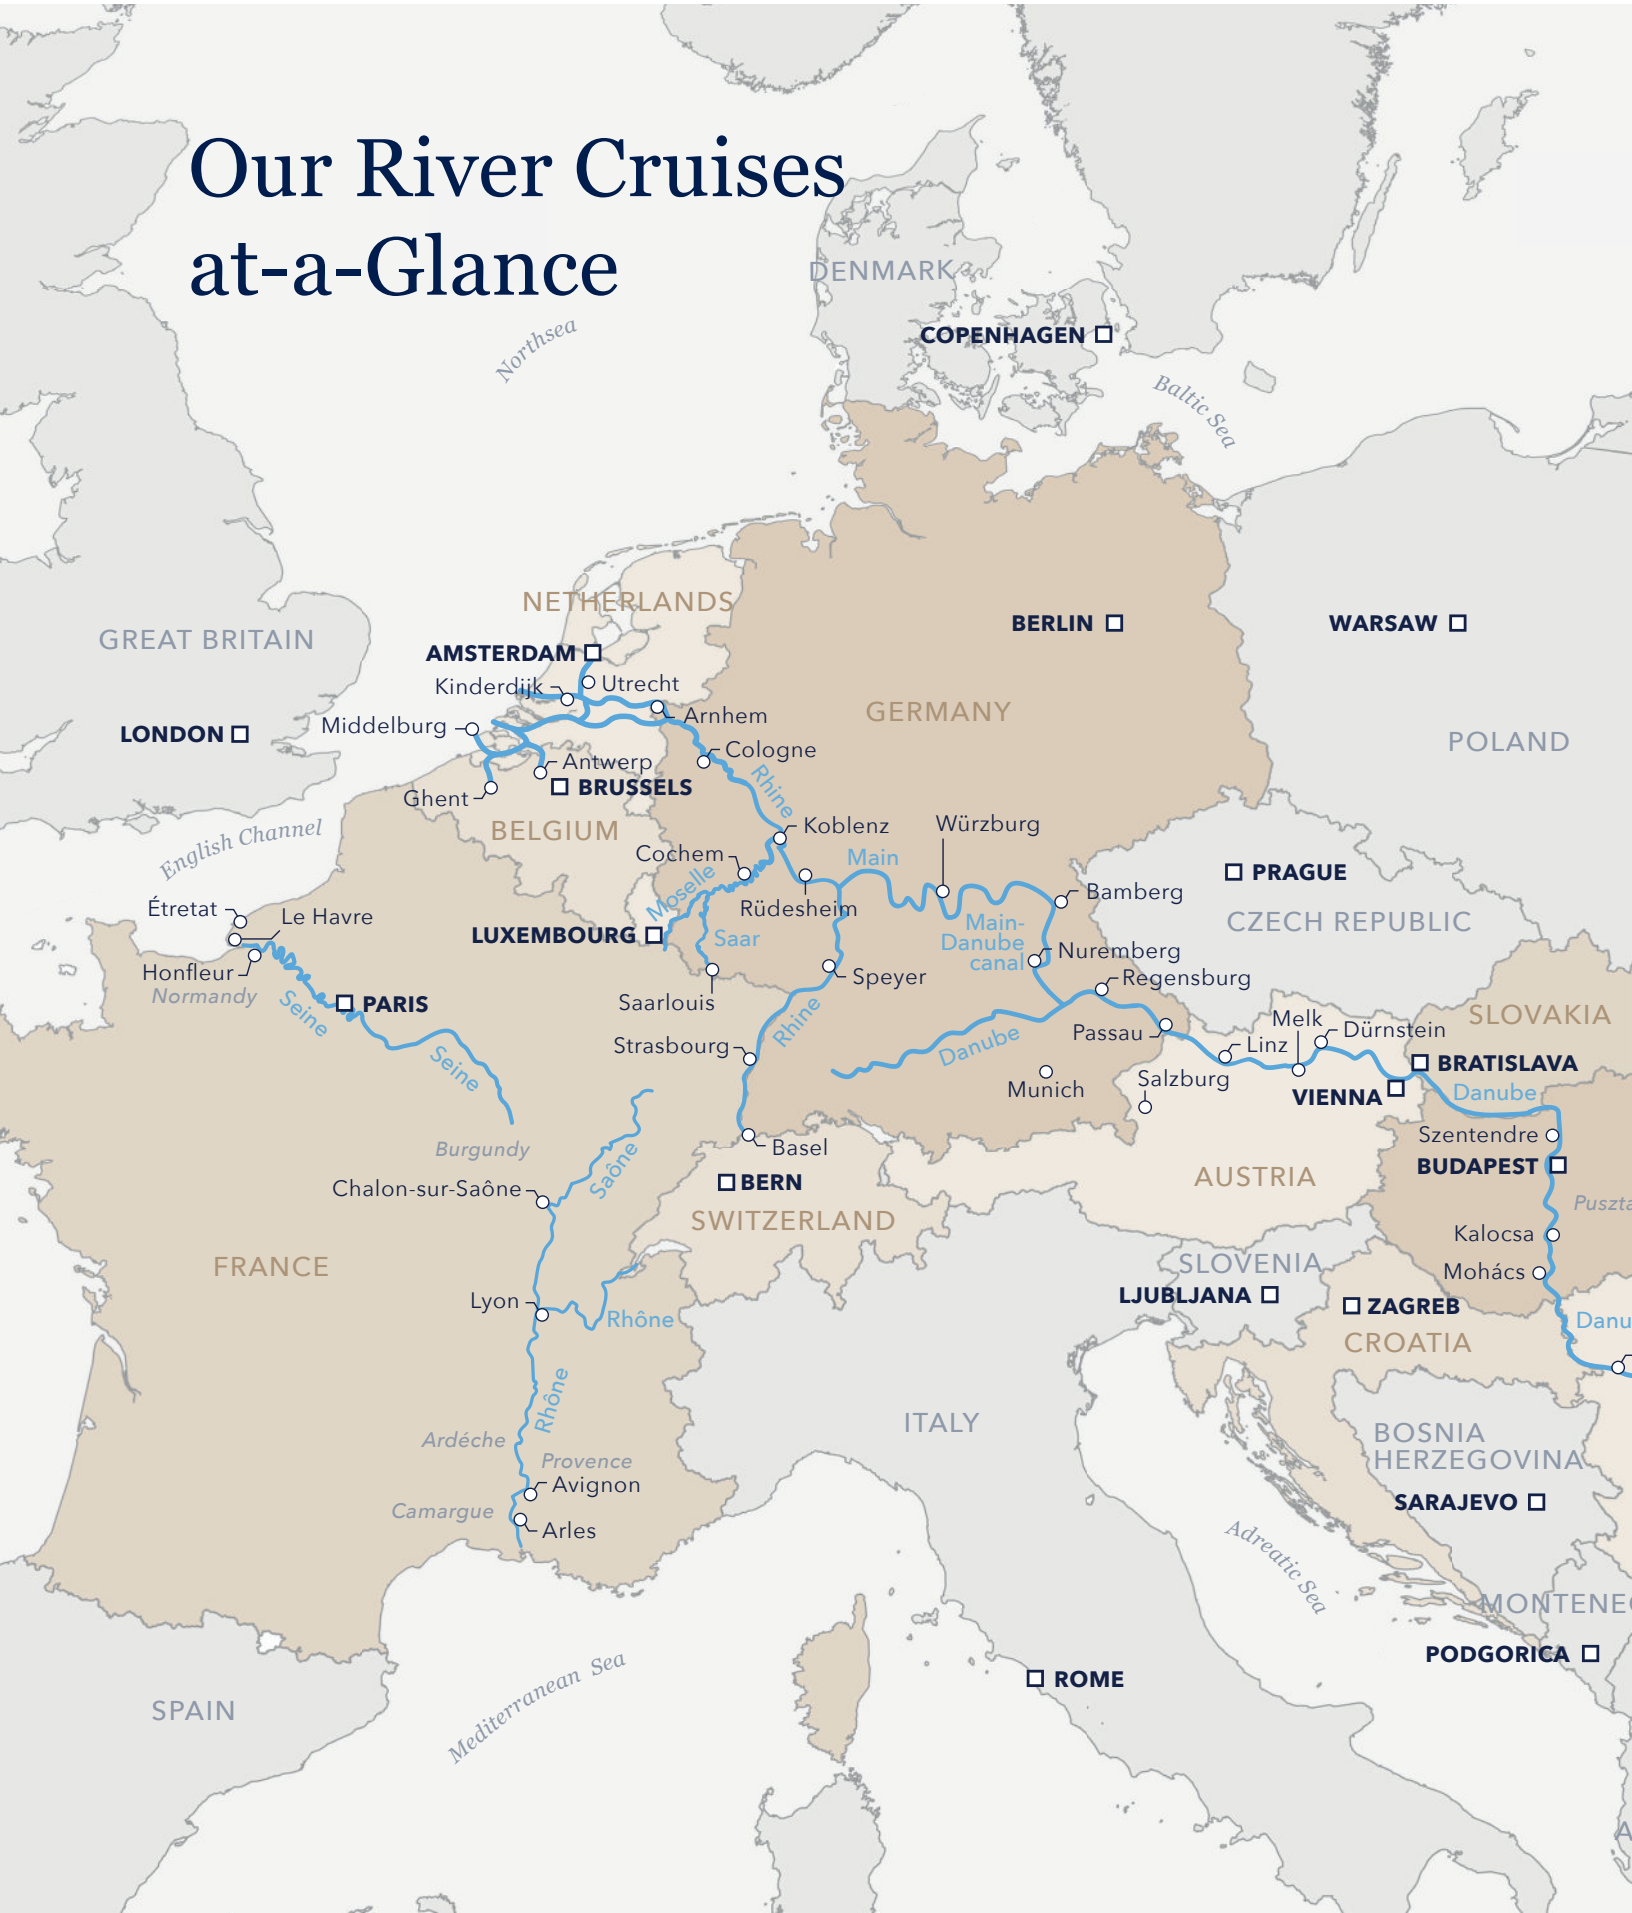 Our River Cruises
at-a-Glance
Northsea
DENMARK
COPENHAGEN
Baltic Sea
NETHERLANDS
GREAT BRITAIN
BERLIN
WARSAW
AMSTERDAM
Kinderdijk
Utrecht
LONDON
Middelburg
Arnhem
GERMANY
POLAND
Cologne
Antwerp
BRUSSELS
Ghent
Rhine
English Channel
BELGIUM
Koblenz
Würzburg
Cochem
Main
Moselle
PRAGUE
Bamberg
Étretat
Le Havre
Rüdesheim
CZECH REPUBLIC
LUXEMBOURG
Saar
Main-
Danube
canal
Nuremberg
Honfleur
Normandy
Speyer
Regensburg
Seine
PARIS
Saarlouis
Rhine
SLOVAKIA
Melk
Dürnstein
Passau
Linz
Strasbourg
Danube
BRATISLAVA
Seine
Munich
Salzburg
VIENNA
Danube
Burgundy
Basel
Szentendre
Saône
BUDAPEST
Chalon-sur-Saône
BERN
AUSTRIA
Puszta
SWITZERLAND
Kalocsa
FRANCE
SLOVENIA
Mohács
Lyon
LJUBLJANA
ZAGREB
Rhône
Danu
CROATIA
Rhône
ITALY
Ardéche
BOSNIA
HERZEGOVINA
Provence
Avignon
Camargue
SARAJEVO
Arles
Adreatic Sea
MONTENEG
PODGORICA
Mediterranean Sea
ROME
SPAIN
A